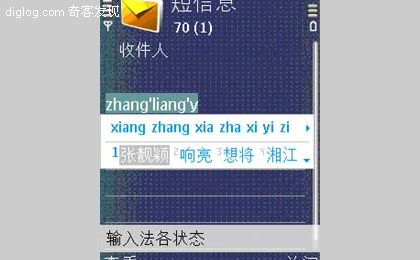 diglog.com 奇客发现
短信息
70 (1)
收件人
zhang'liang'y
xiang zhang xia zha xi yi zi
1张靓颖 2响亮 3想将 4湘江
输入法各状态